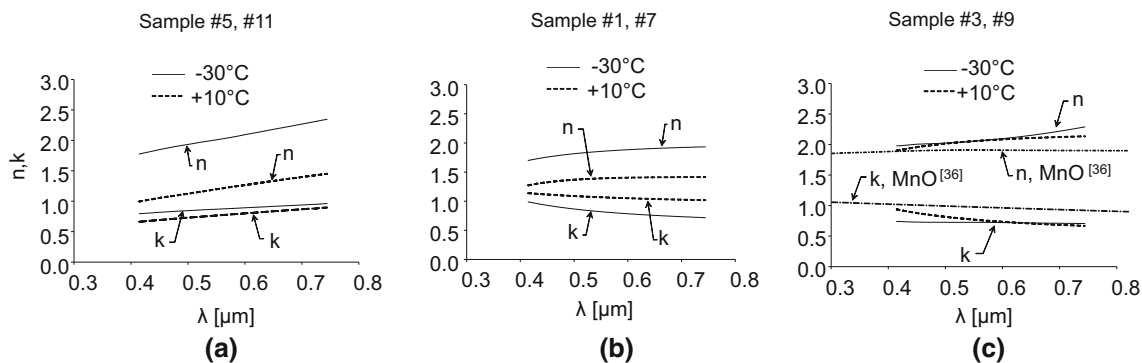 Sample #5, #11
-30°C
+10°C
3.0
2.5
2.0
1.5
1.0
0.5
0.0
n,k
n
n
k
k
0.3 0.4 0.5 0.6 0.7 0.8
λ [µm]
(a)
Sample #1, #7
-30°C
+10°C
3.0
2.5
2.0
1.5
1.0
0.5
0.0
n
n
k
k
0.3 0.4 0.5 0.6 0.7 0.8
λ [µm]
(b)
Sample #3, #9
-30°C
+10°C
3.0
2.5
2.0
1.5
1.0
0.5
0.0
n
k, MnO[36]
n, MnO[36]
k
0.3 0.4 0.5 0.6 0.7 0.8
λ [µm]
(c)